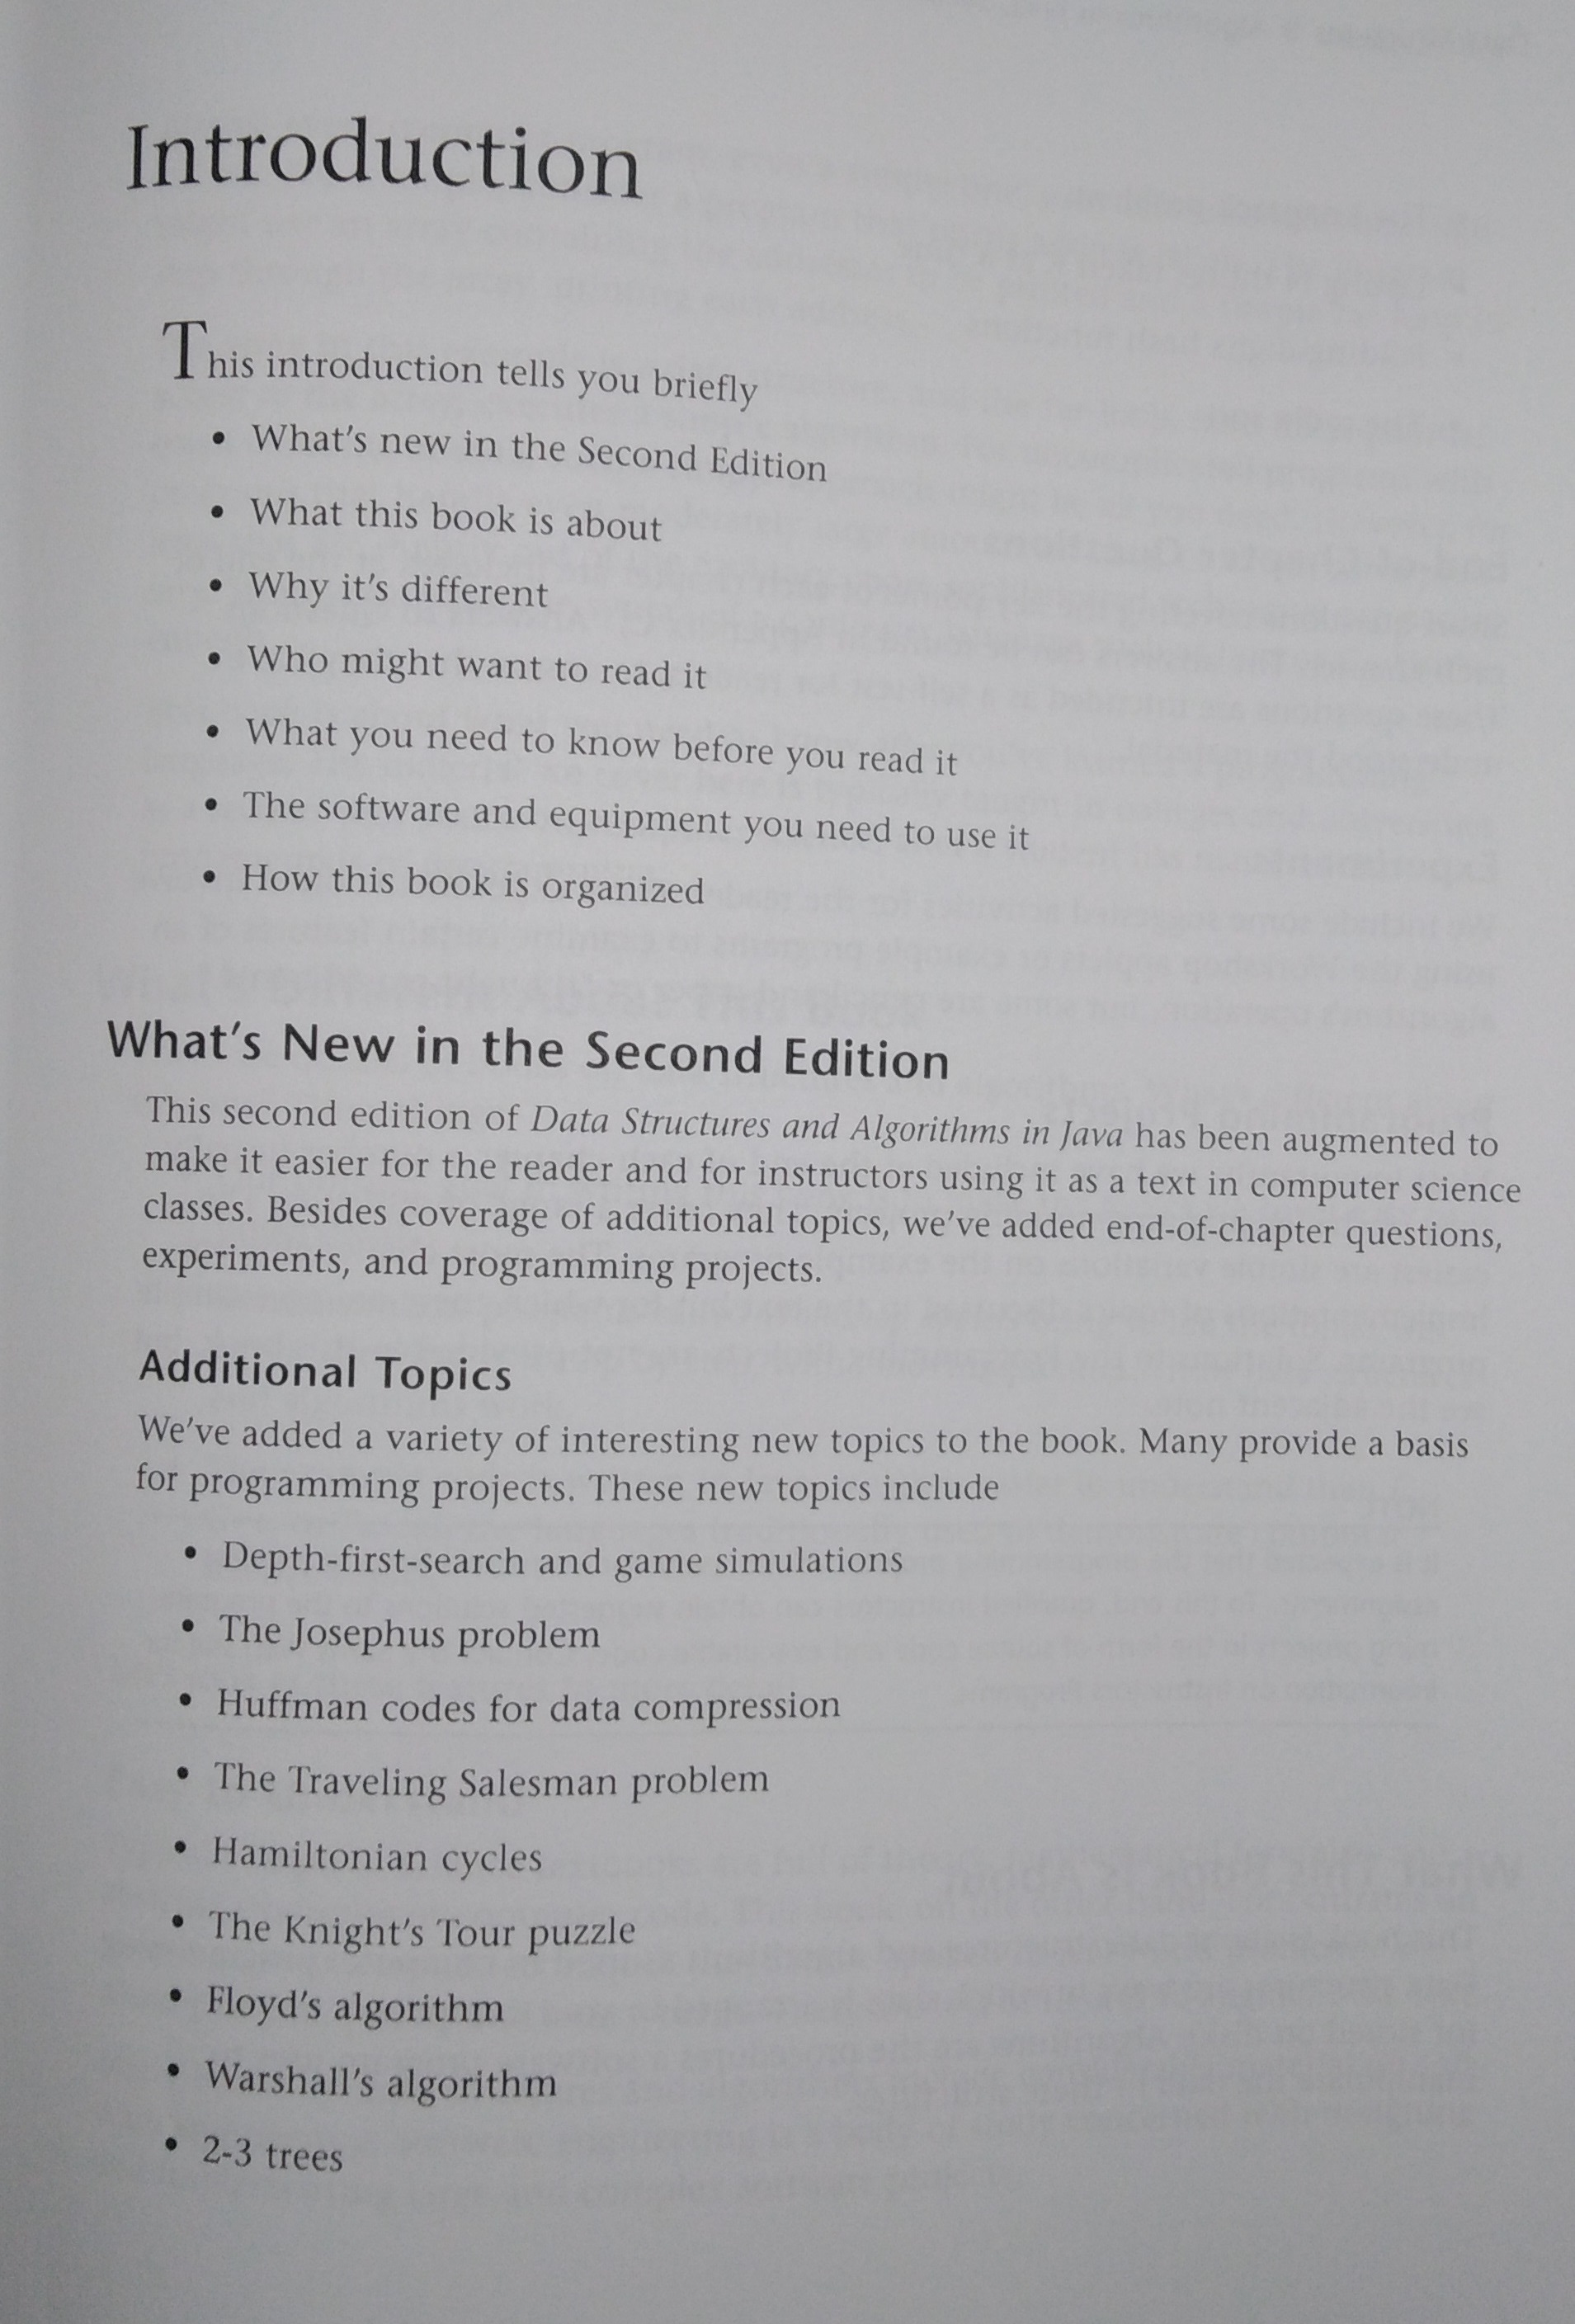 Introduction
This introduction tells you briefly
• What's new in the Second Edition
• What this book is about
• Why it's different
• Who might want to read it
• What you need to know before you read it
• The software and equipment you need to use it
• How this book is organized
What's New in the Second Edition
This second edition of Data Structures and Algorithms in Java has been augmented to
make it easier for the reader and for instructors using it as a text in computer science
classes. Besides coverage of additional topics, we've added end-of-chapter questions,
experiments, and programming projects.
Additional Topics
We've added a variety of interesting new topics to the book. Many provide a basis
for programming projects. These new topics include
• Depth-first-search and game simulations
• The Josephus problem
• Huffman codes for data compression
• The Traveling Salesman problem
• Hamiltonian cycles
• The Knight's Tour puzzle
• Floyd's algorithm
• Warshall's algorithm
• 2-3 trees